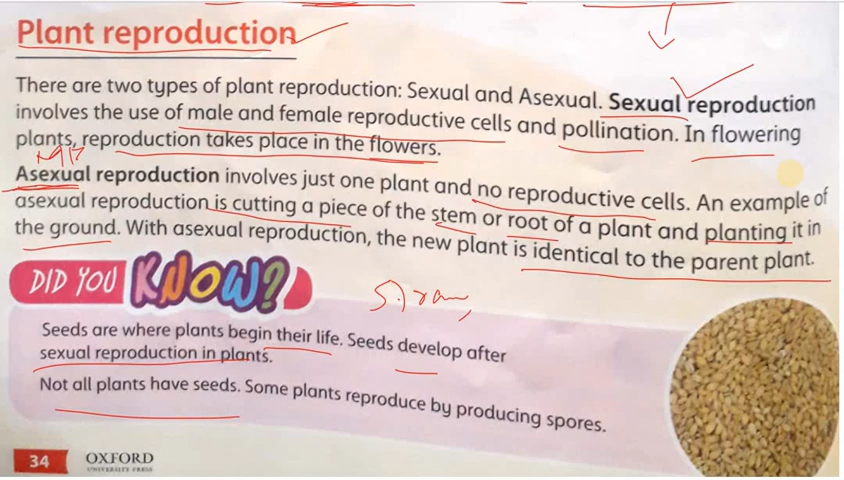 Plant reproduction
There are two types of plant reproduction: Sexual and Asexual. Sexual reproduction
involves the use of male and female reproductive cells and pollination. In flowering
plants, reproduction takes place in the flowers.
Asexual reproduction involves just one plant and no reproductive cells. An example of
asexual reproduction is cutting a piece of the stem or root of a plant and planting it in
the ground. With asexual reproduction, the new plant is identical to the parent plant.
DID YOU KNOW?
Seeds are where plants begin their life. Seeds develop after
sexual reproduction in plants.
Not all plants have seeds. Some plants reproduce by producing spores.
34 OXFORD
UNIVERSITY PRESS